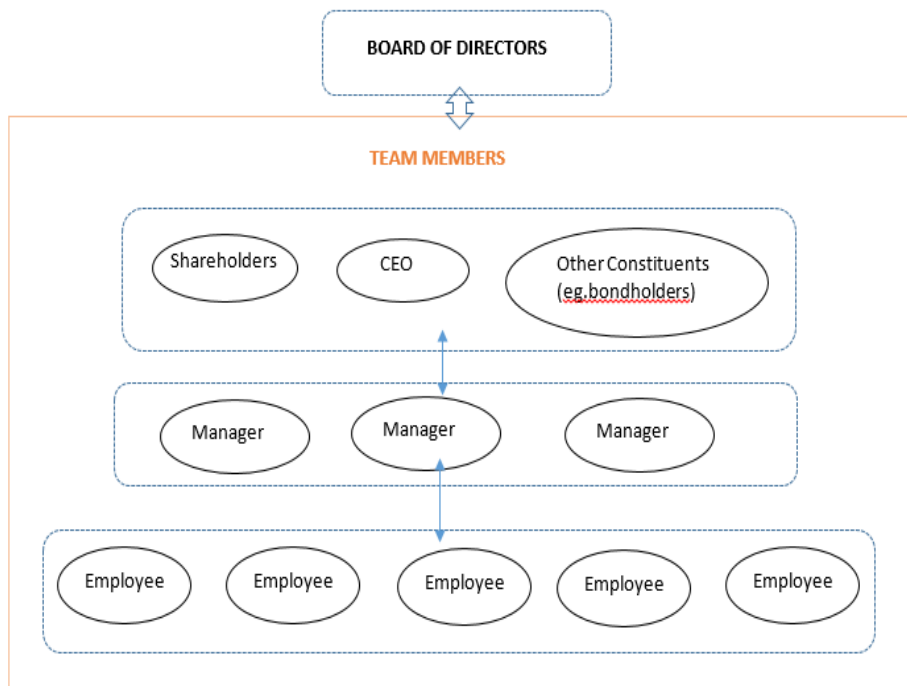 BOARD OF DIRECTORS
TEAM MEMBERS
Shareholders
CEO
Other Constituents
(eg.bondholders)
Manager
Manager
Manager
Employee
Employee
Employee
Employee
Employee